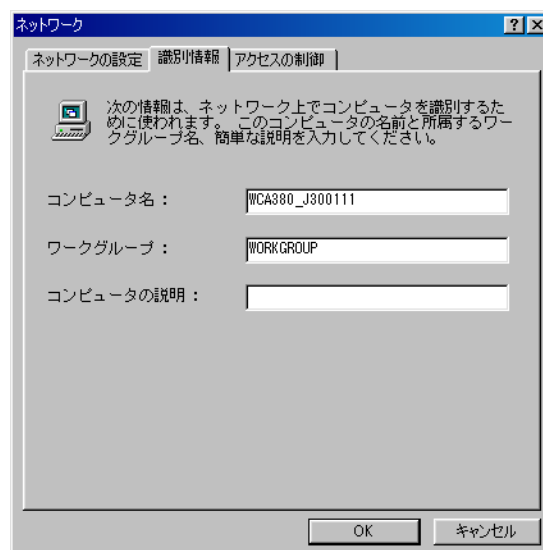 ネットワーク
ネットワークの設定 識別情報 アクセスの制御
次の情報は、ネットワーク上でコンピュータを識別するた
めに使われます。 このコンピュータの名前と所属するワー
クグループ名、簡単な説明を入力してください。
コンピュータ名： WCA380_J300111
ワークグループ： WORKGROUP
コンピュータの説明：
OK キャンセル